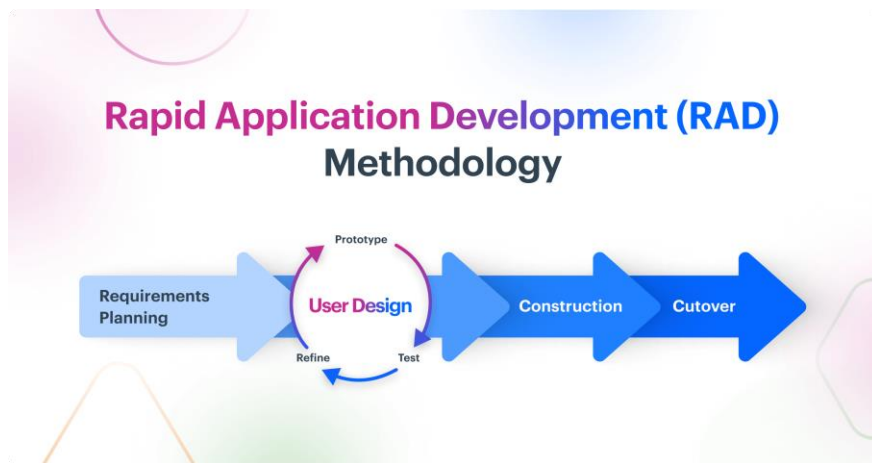 Rapid Application Development (RAD)
Methodology
Requirements
Planning
Prototype
User Design
Refine
Test
Construction
Cutover